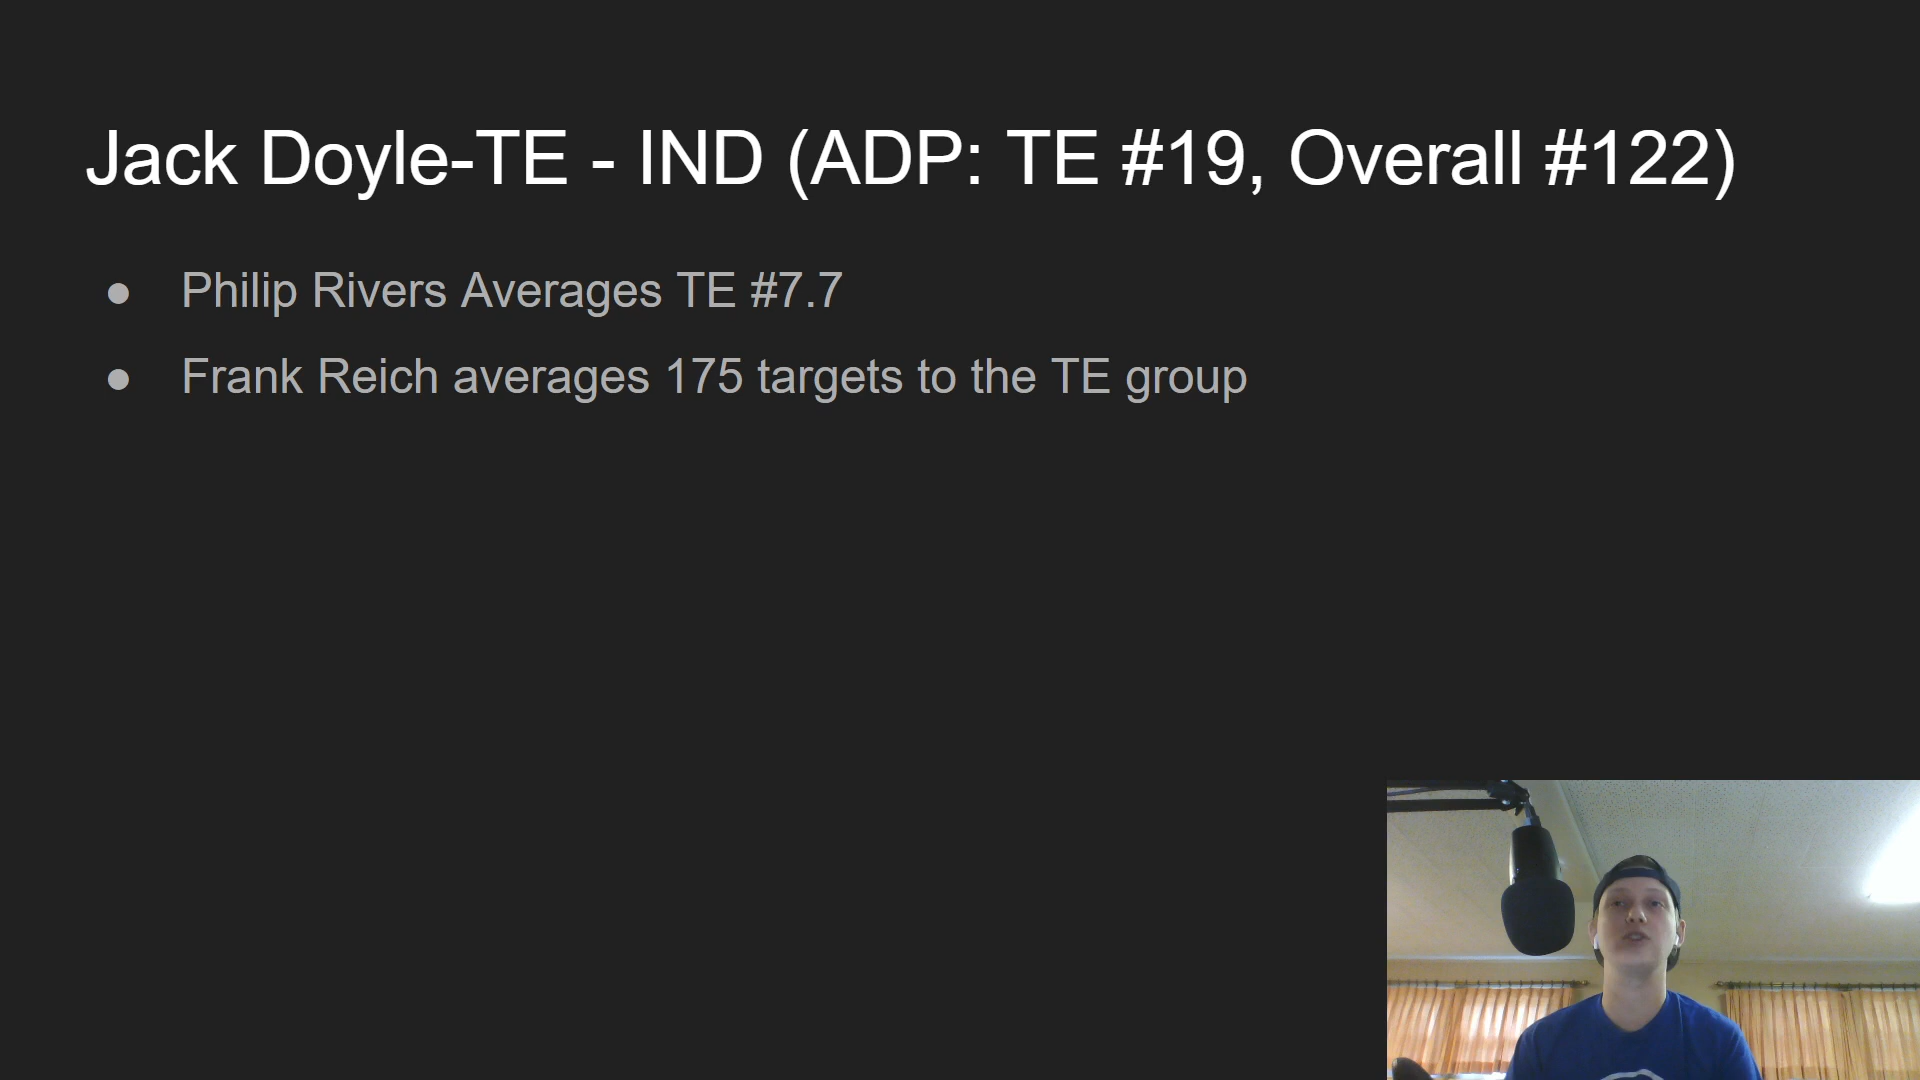 Jack Doyle-TE - IND (ADP: TE #19, Overall #122)
● Philip Rivers Averages TE #7.7
● Frank Reich averages 175 targets to the TE group